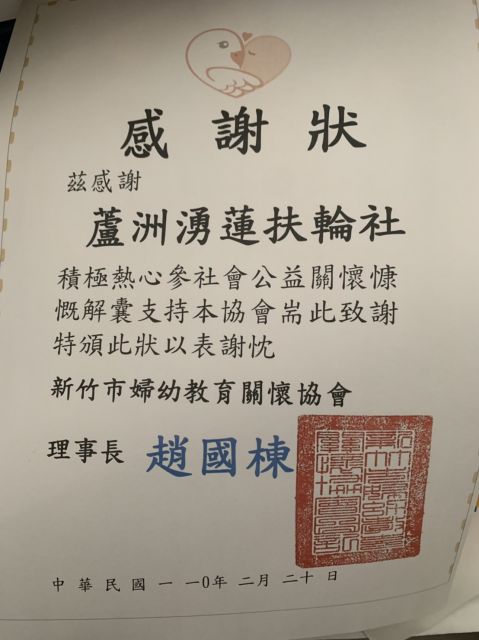 感謝狀
茲感謝
蘆洲湧蓮扶輪社
積極熱心參社會公益關懷慷
慨解囊支持本協會耑此致謝
特頒此狀以表謝忱
新竹市婦幼教育關懷協會
理事長 趙國棟
中華民國一一0年二月二十日